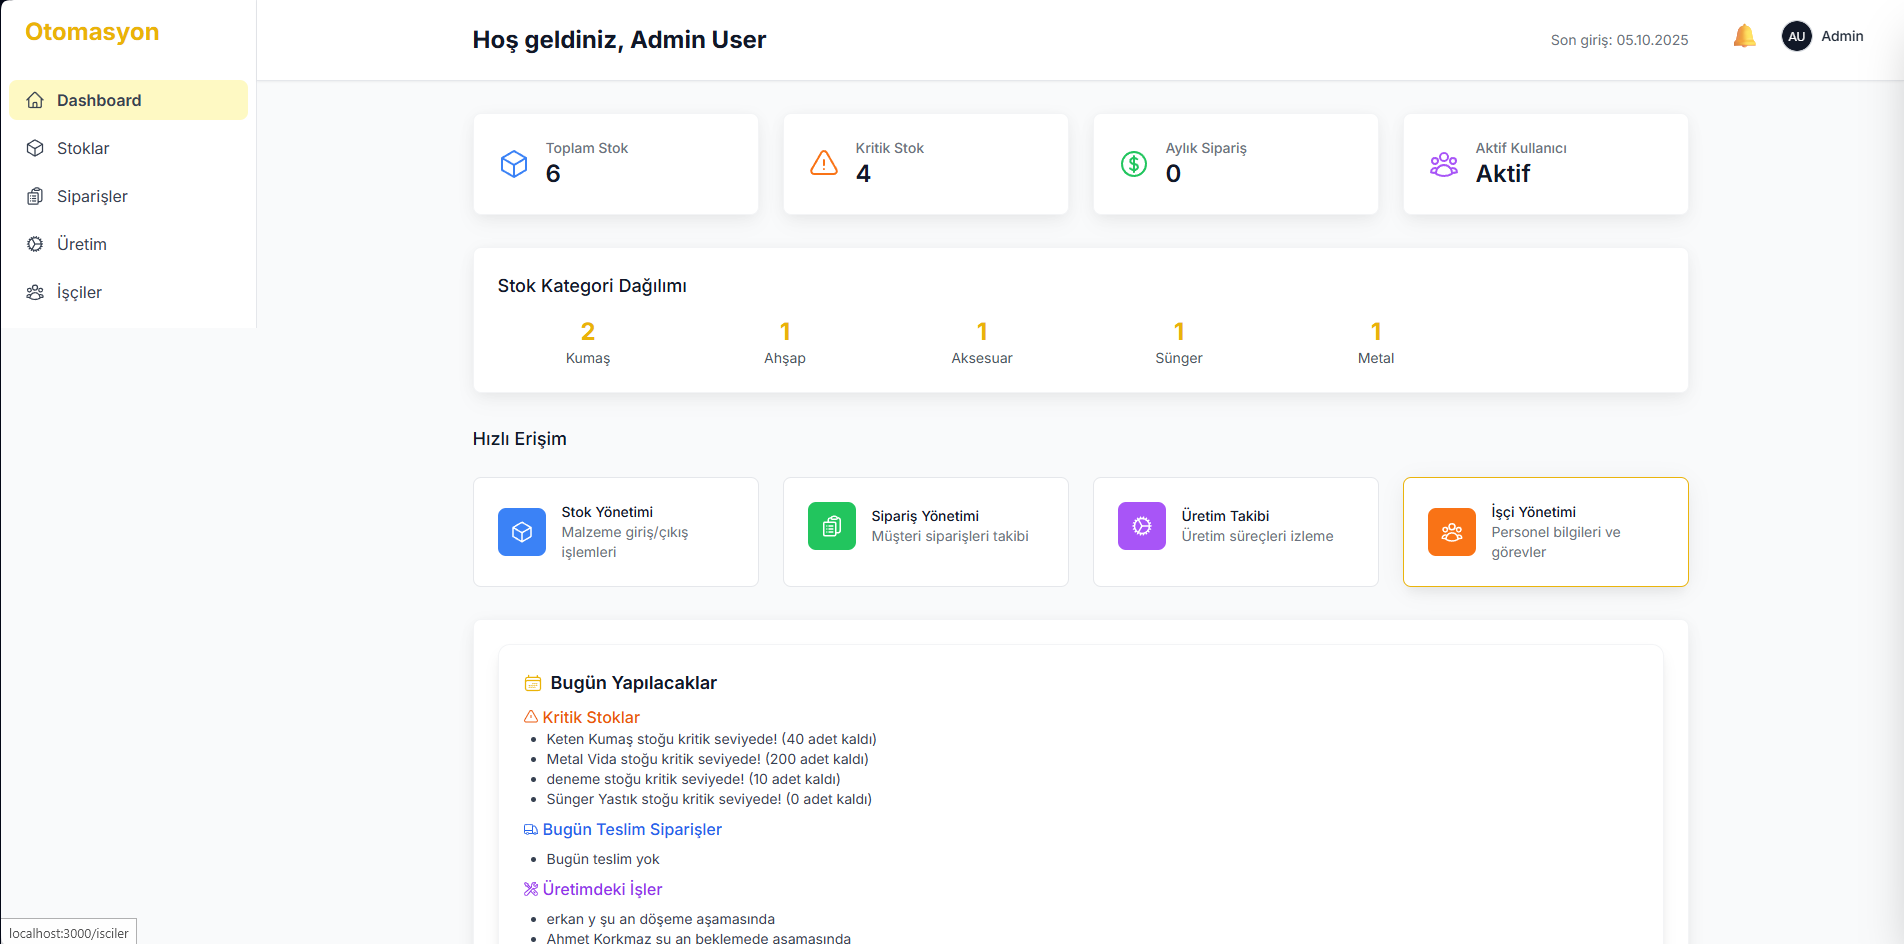 Otomasyon
Hoş geldiniz, Admin User
Son giriş: 05.10.2025
AU
Admin
Dashboard
Stoklar
Siparişler
Üretim
İşçiler
Toplam Stok
6
Kritik Stok
4
Aylık Sipariş
0
Aktif Kullanıcı
Aktif
Stok Kategori Dağılımı
2
Kumaş
1
Ahşap
1
Aksesuar
1
Sünger
1
Metal
Hızlı Erişim
Stok Yönetimi
Malzeme giriş/çıkış
işlemleri
Sipariş Yönetimi
Müşteri siparişleri takibi
Üretim Takibi
Üretim süreçleri izleme
İşçi Yönetimi
Personel bilgileri ve
görevler
Bugün Yapılacaklar
Kritik Stoklar
• Keten Kumaş stoğu kritik seviyede! (40 adet kaldı)
• Metal Vida stoğu kritik seviyede! (200 adet kaldı)
• deneme stoğu kritik seviyede! (10 adet kaldı)
• Sünger Yastık stoğu kritik seviyede! (0 adet kaldı)
Bugün Teslim Siparişler
• Bugün teslim yok
Üretimdeki İşler
• erkan y şu an döşeme aşamasında
• Ahmet Korkmaz şu an beklemede aşamasında
localhost:3000/isciler